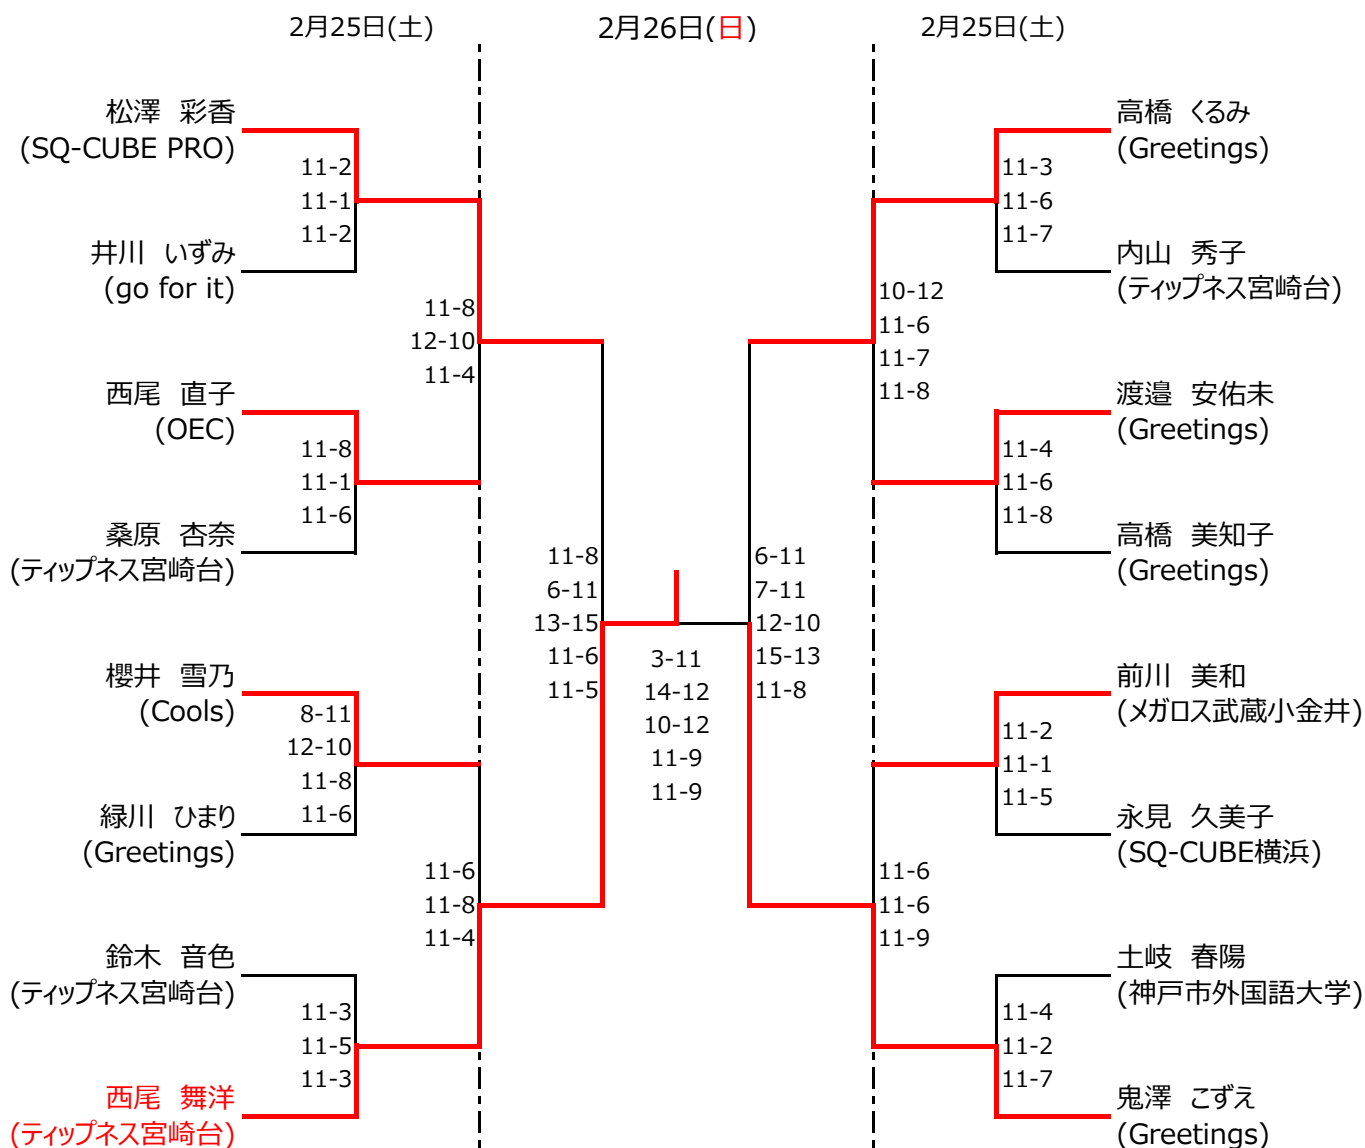 2月25日(土)
2月26日(日)
2月25日(土)
松澤 彩香
(SQ-CUBE PRO)
11-2
11-1
11-2
井川 いずみ
(go for it)
11-8
12-10
11-4
西尾 直子
(OEC)
11-8
11-1
11-6
桑原 杏奈
(ティップネス宮崎台)
11-8
6-11
13-15
11-6
11-5
櫻井 雪乃
(Cools)
8-11
12-10
11-8
11-6
緑川 ひまり
(Greetings)
11-6
11-8
11-4
鈴木 音色
(ティップネス宮崎台)
11-3
11-5
11-3
西尾 舞洋
(ティップネス宮崎台)
3-11
14-12
10-12
11-9
11-9
高橋 くるみ
(Greetings)
11-3
11-6
11-7
内山 秀子
(ティップネス宮崎台)
10-12
11-6
11-7
11-8
渡邉 安佑未
(Greetings)
11-4
11-6
11-8
高橋 美知子
(Greetings)
6-11
7-11
12-10
15-13
11-8
前川 美和
(メガロス武蔵小金井)
11-2
11-1
11-5
永見 久美子
(SQ-CUBE横浜)
11-6
11-6
11-9
土岐 春陽
(神戸市外国語大学)
11-4
11-2
11-7
鬼澤 こずえ
(Greetings)